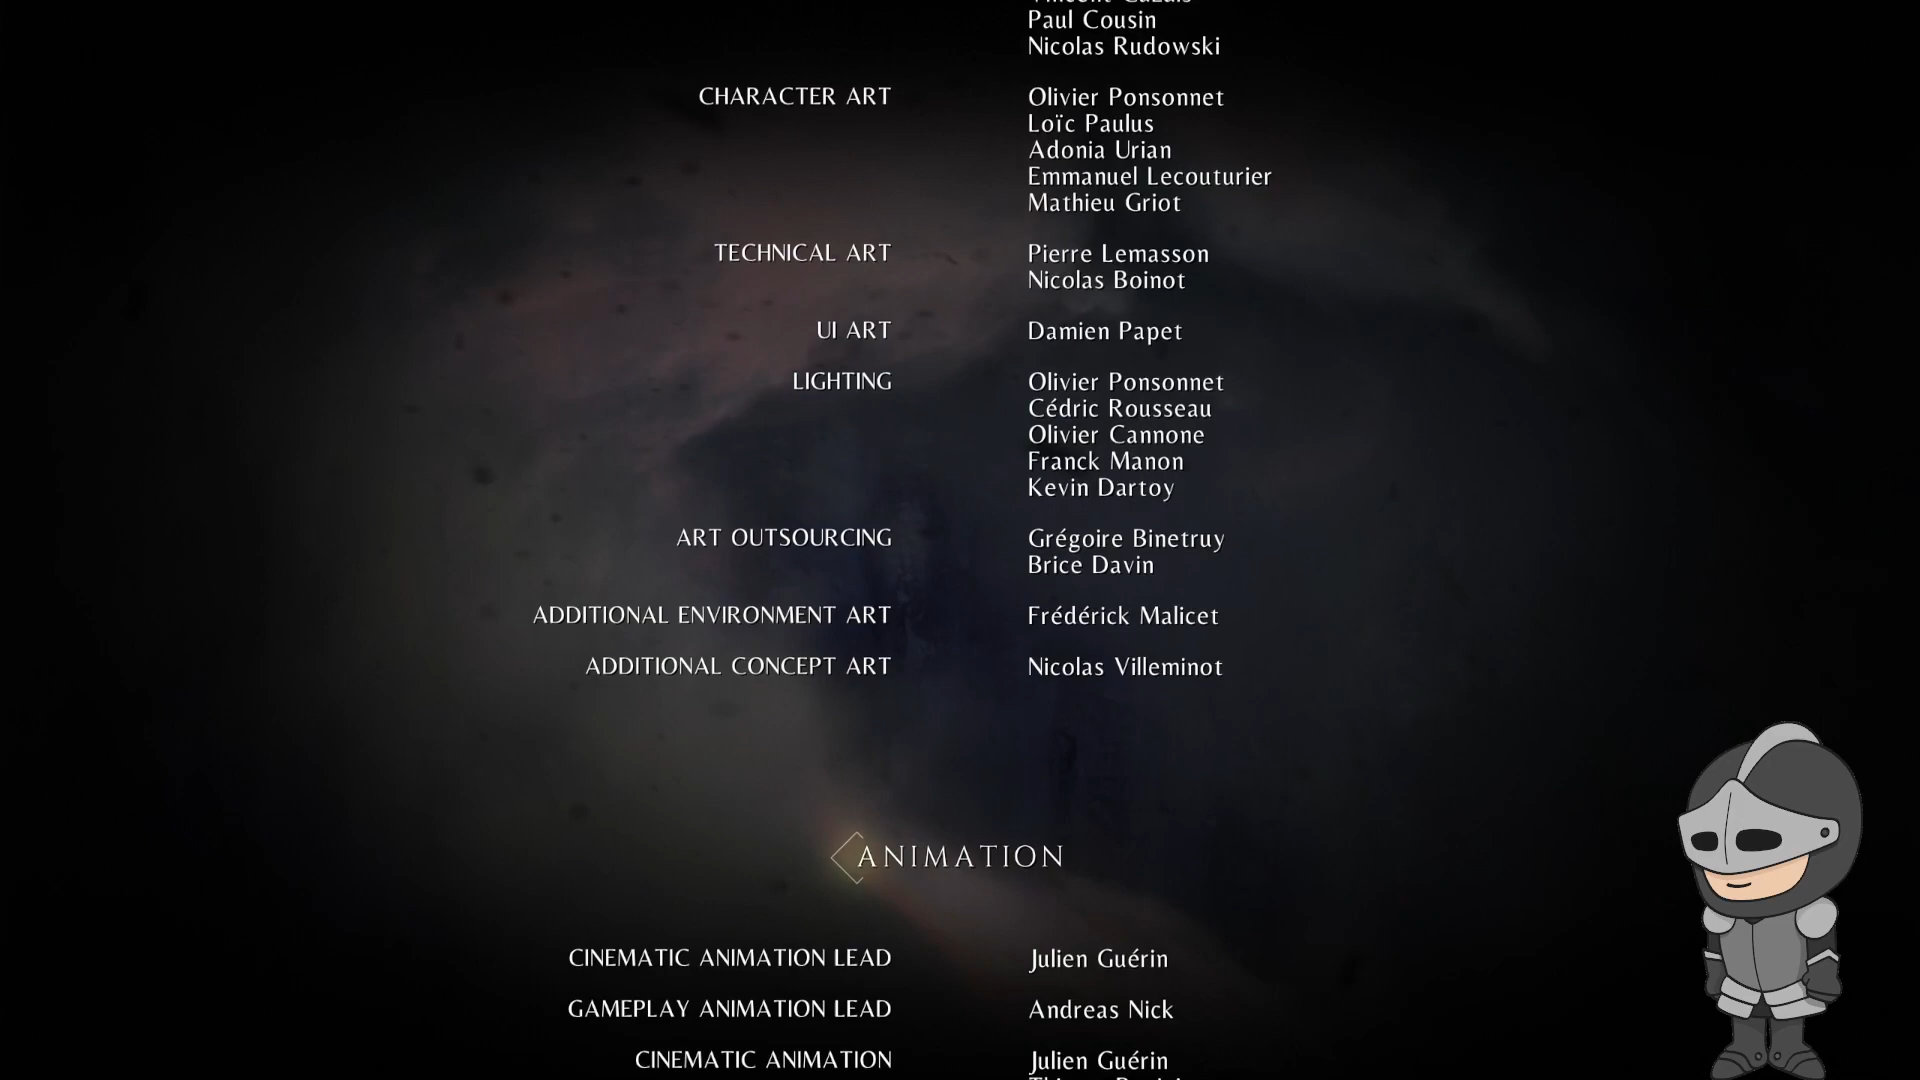 Paul Cousin
Nicolas Rudowski
CHARACTER ART Olivier Ponsonnet
Loïc Paulus
Adonia Urian
Emmanuel Lecouturier
Mathieu Griot
TECHNICAL ART Pierre Lemasson
Nicolas Boinot
UI ART Damien Papet
LIGHTING Olivier Ponsonnet
Cédric Rousseau
Olivier Cannone
Franck Manon
Kevin Dartoy
ART OUTSOURCING Grégoire Binetruy
Brice Davin
ADDITIONAL ENVIRONMENT ART Frédérick Malicet
ADDITIONAL CONCEPT ART Nicolas Villeminot
ANIMATION
CINEMATIC ANIMATION LEAD Julien Guérin
GAMEPLAY ANIMATION LEAD Andreas Nick
CINEMATIC ANIMATION Julien Guérin